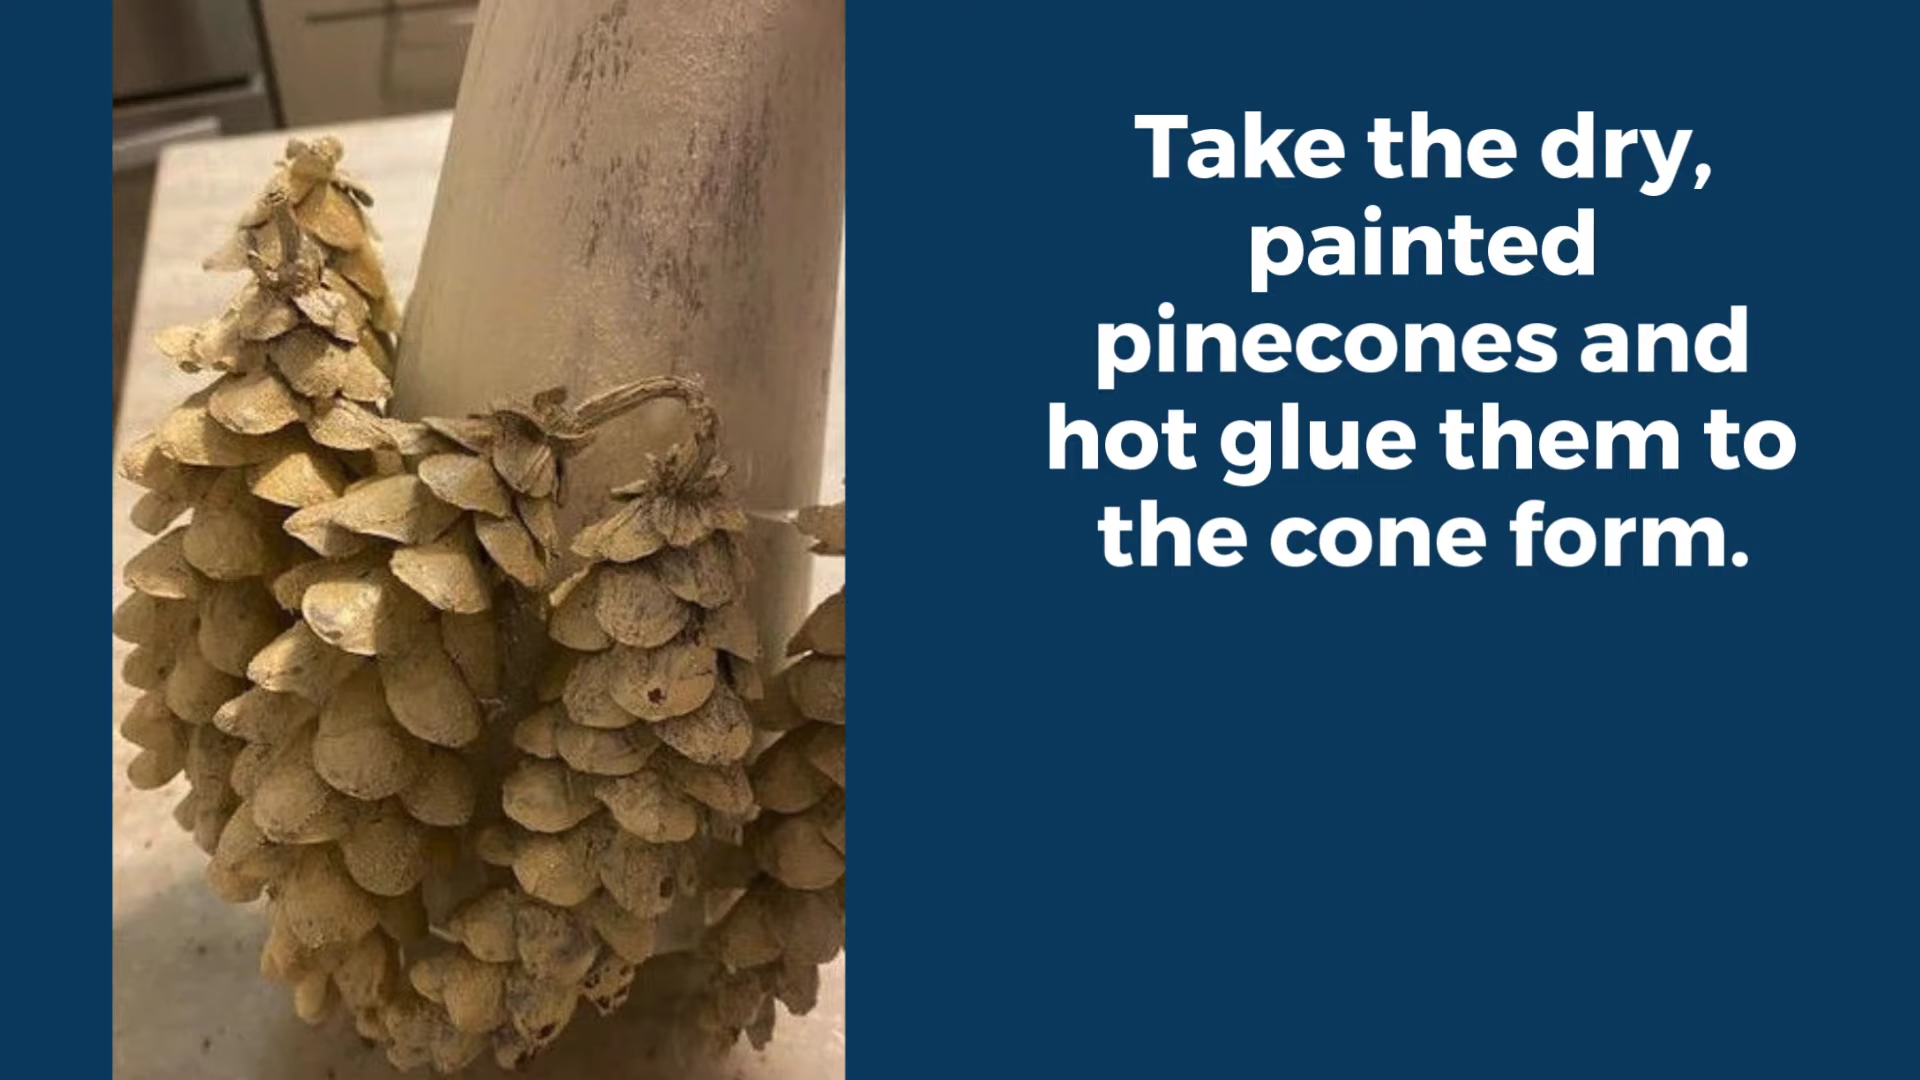 Take the dry,
painted
pinecones and
hot glue them to
the cone form.